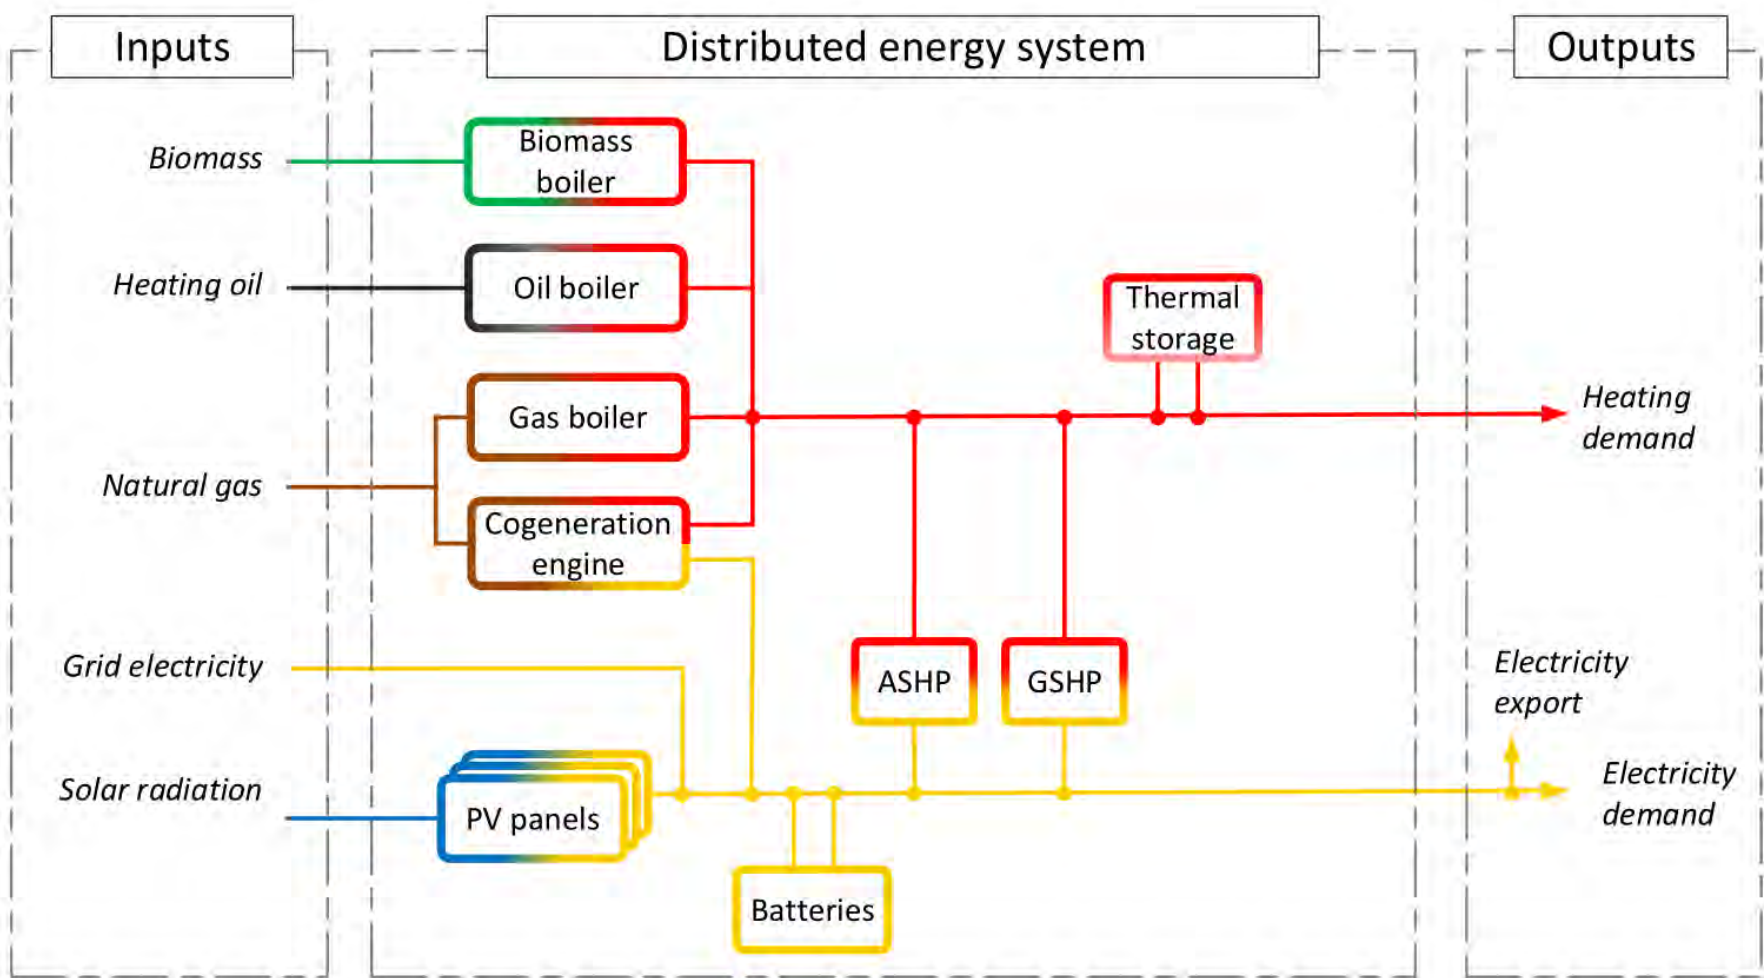 Inputs
Distributed energy system
Outputs
Biomass
Biomass
boiler
Heating oil
Oil boiler
Thermal
storage
Gas boiler
Heating
demand
Natural gas
Cogeneration
engine
Grid electricity
ASHP
GSHP
Electricity
export
Solar radiation
PV panels
Electricity
demand
Batteries